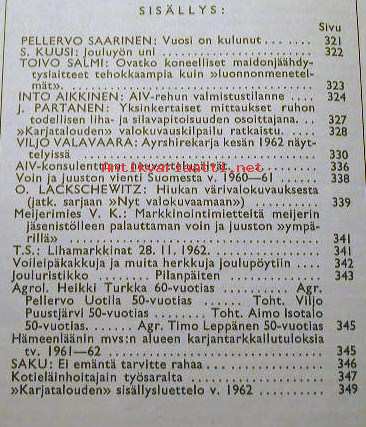 SISÄLLYS:
Sivu
PELLERVO SAARINEN: Vuosi on kulunut . . . . . . 321
S. KUUSI: Jouluyön uni . . . . . . . . . . . . 322
TOIVO SALMI: Ovatko koneelliset maidonjäähdy-
tyslaitteet tehokkaampia kuin »luonnonmenetel-
mät». . . . . . . . . . . . 323
INTO AIKKINEN: AIV-rehun valmistustilanne . . 324
J. PARTANEN: Yksinkertaiset mittaukset ruhon
todellisen liha- ja silavapitoisuuden osoittajana. . 327
»Karjatalouden» valokuvauskilpailu ratkaistu. . . 328
VILJO VALAVAARA: Ayrshirekarja kesän 1962 näyt-
telyissä . . . . . . . . . . . . 330
AIV-konsulenttien neuvottelupäivät. . . . . . 336
Voin ja juuston vienti Suomesta v. 1960—61 . . 338
O. LACKSCHEWITZ: Hiukan värivalokuvauksesta
(jatk. sarjaan »Nyt valokuvaamaan») . . . . . . 339
Meijerimies V. K.: Markkinointimietteitä meijerin
jäsenistölleen palauttaman voin ja juuston »ympä-
rillä» . . . . . . . . . . . . 341
T.S.: Lihamarkkinat 28. 11. 1962. . . . . . . 341
Voileipäkakkuja ja muita herkkuja joulupöytiin . . 342
Jouluristikko . . . . . . Pilanpäiten . . . . . . 343
Agrol. Heikki Turkka 60-vuotias . . . . . . Agr.
Pellervo Uotila 50-vuotias . . . . . . Toht. Viljo
Puustjärvi 50-vuotias . . . . . . Toht. Aimo Isotalo
50-vuotias. . . . . . Agr. Timo Leppänen 50-vuotias 345
Hämeenläänin mvs:n alueen karjantarkkailutuloksia
tv. 1961—62 . . . . . . . . . . . . 345
SAKU: Ei emäntä tarvitte rahaa . . . . . . 346
Kotieläinhoitajain työsaralta . . . . . . 347
»Karjatalouden» sisällysluettelo v. 1962 . . . . 349